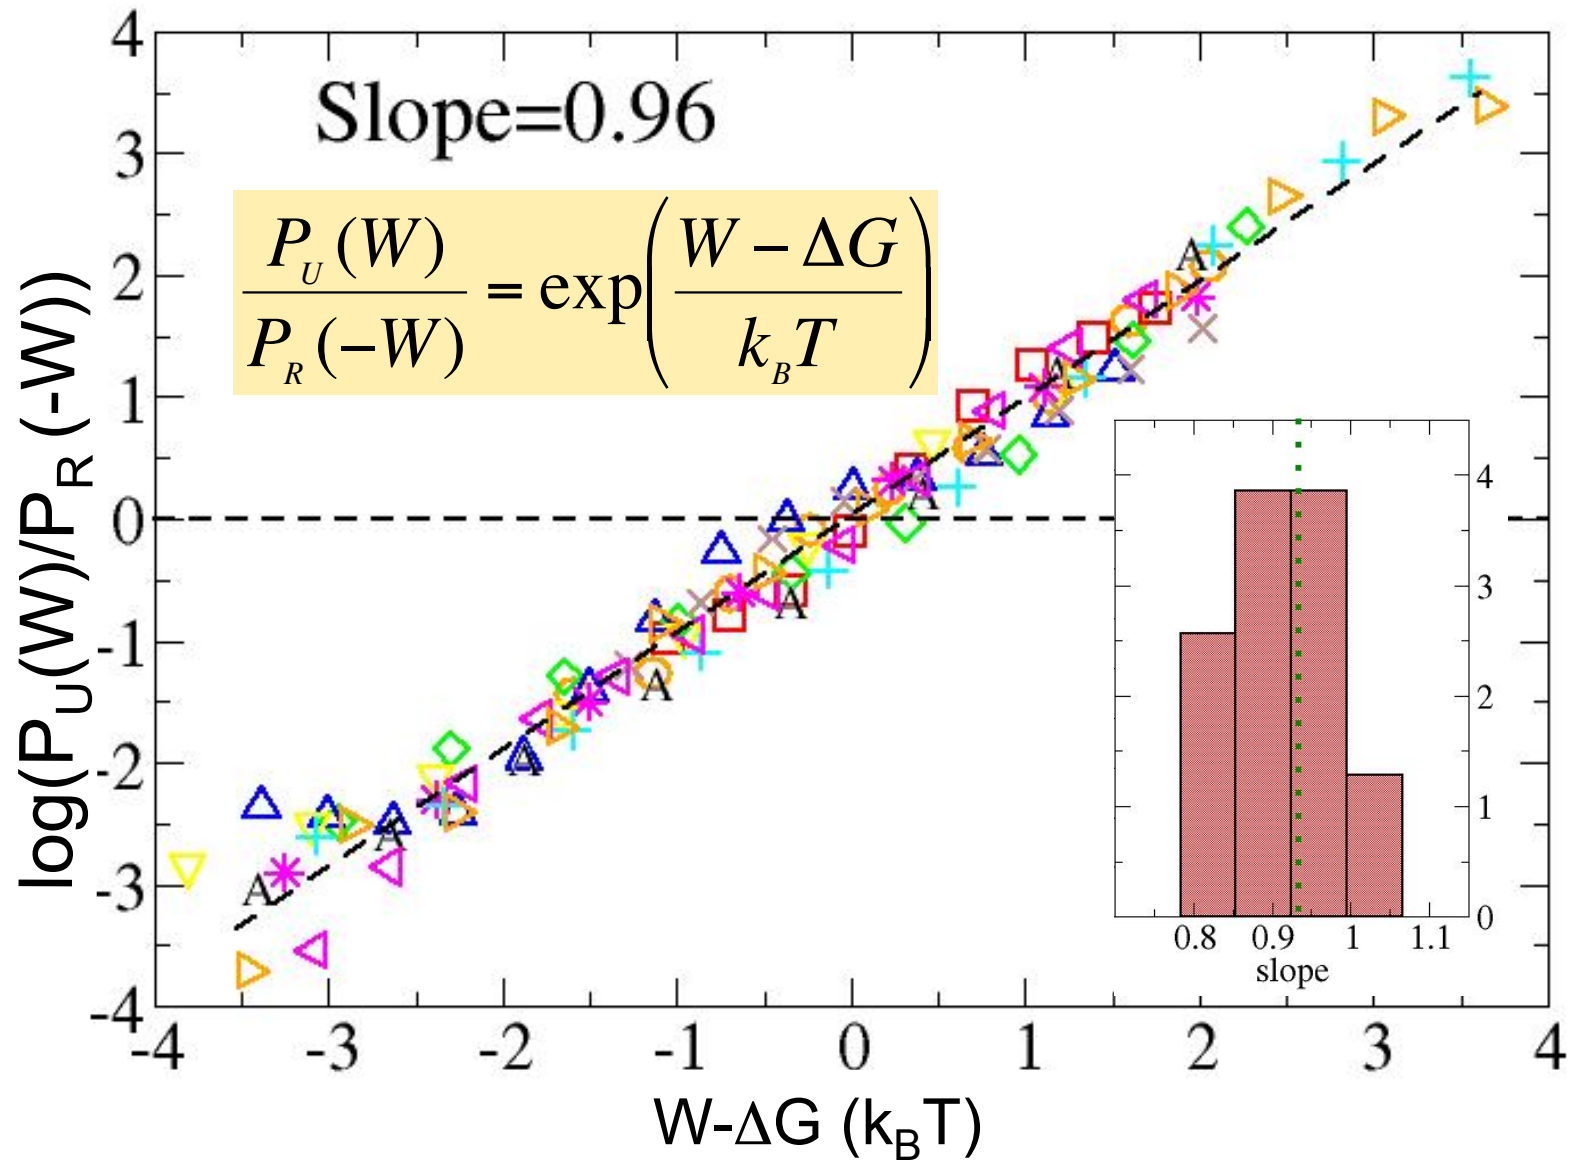 Slope=0.96
P_U(W)/P_R(−W) = exp((W − ΔG)/(k_BT))
log(P_U(W)/P_R (-W))
4
3
2
1
0
-1
-2
-3
-4
-4 -3 -2 -1 0 1 2 3 4
W-ΔG (k_BT)
A
A
A
A
A
A
A
A
4
3
2
1
0
0.8 0.9 1 1.1
slope